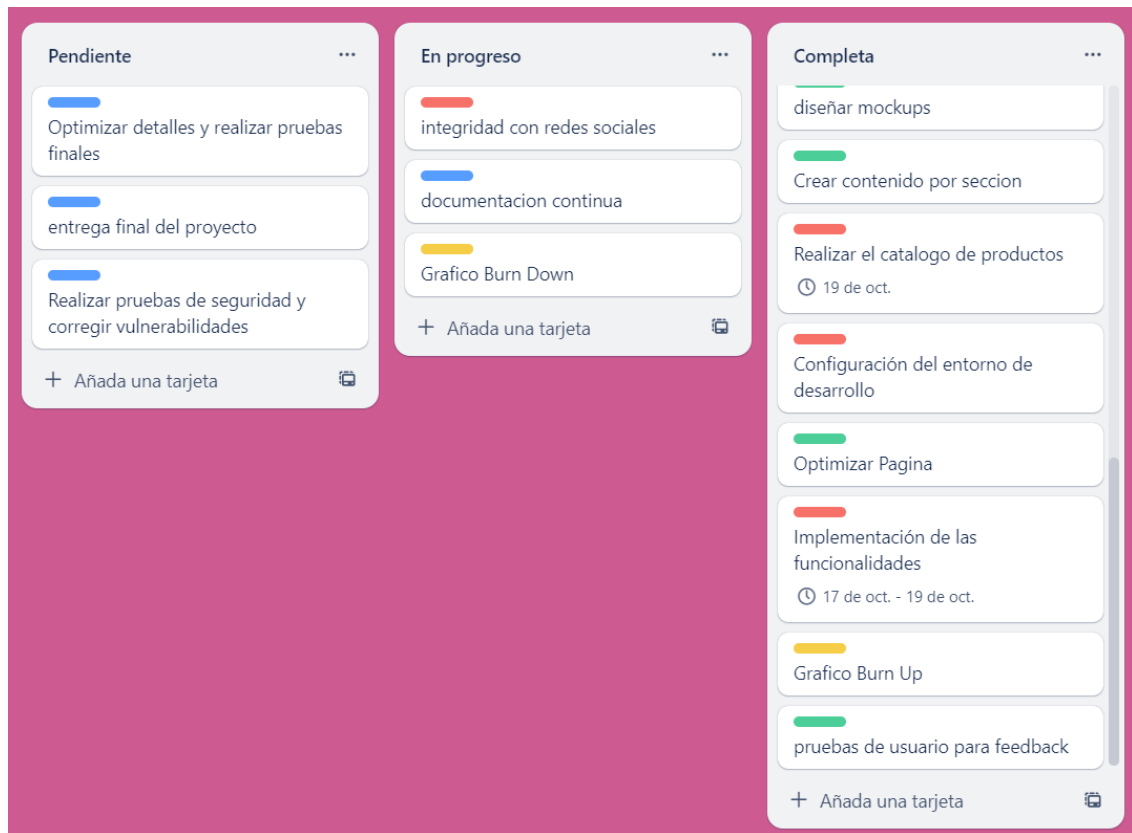 Pendiente
Optimizar detalles y realizar pruebas
finales
entrega final del proyecto
Realizar pruebas de seguridad y
corregir vulnerabilidades
+ Añada una tarjeta
En progreso
integridad con redes sociales
documentacion continua
Grafico Burn Down
+ Añada una tarjeta
Completa
diseñar mockups
Crear contenido por seccion
Realizar el catalogo de productos
19 de oct.
Configuración del entorno de
desarrollo
Optimizar Pagina
Implementación de las
funcionalidades
17 de oct. - 19 de oct.
Grafico Burn Up
pruebas de usuario para feedback
+ Añada una tarjeta